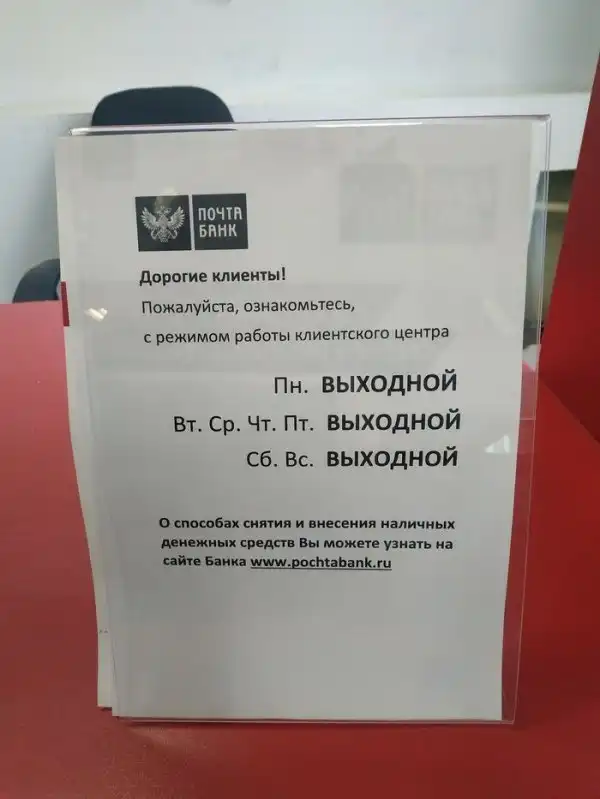 ПОЧТА
БАНК
Дорогие клиенты!
Пожалуйста, ознакомьтесь,
с режимом работы клиентского центра
Пн. ВЫХОДНОЙ
Вт. Ср. Чт. Пт. ВЫХОДНОЙ
Сб. Вс. ВЫХОДНОЙ
О способах снятия и внесения наличных
денежных средств Вы можете узнать на
сайте Банка www.pochtabank.ru